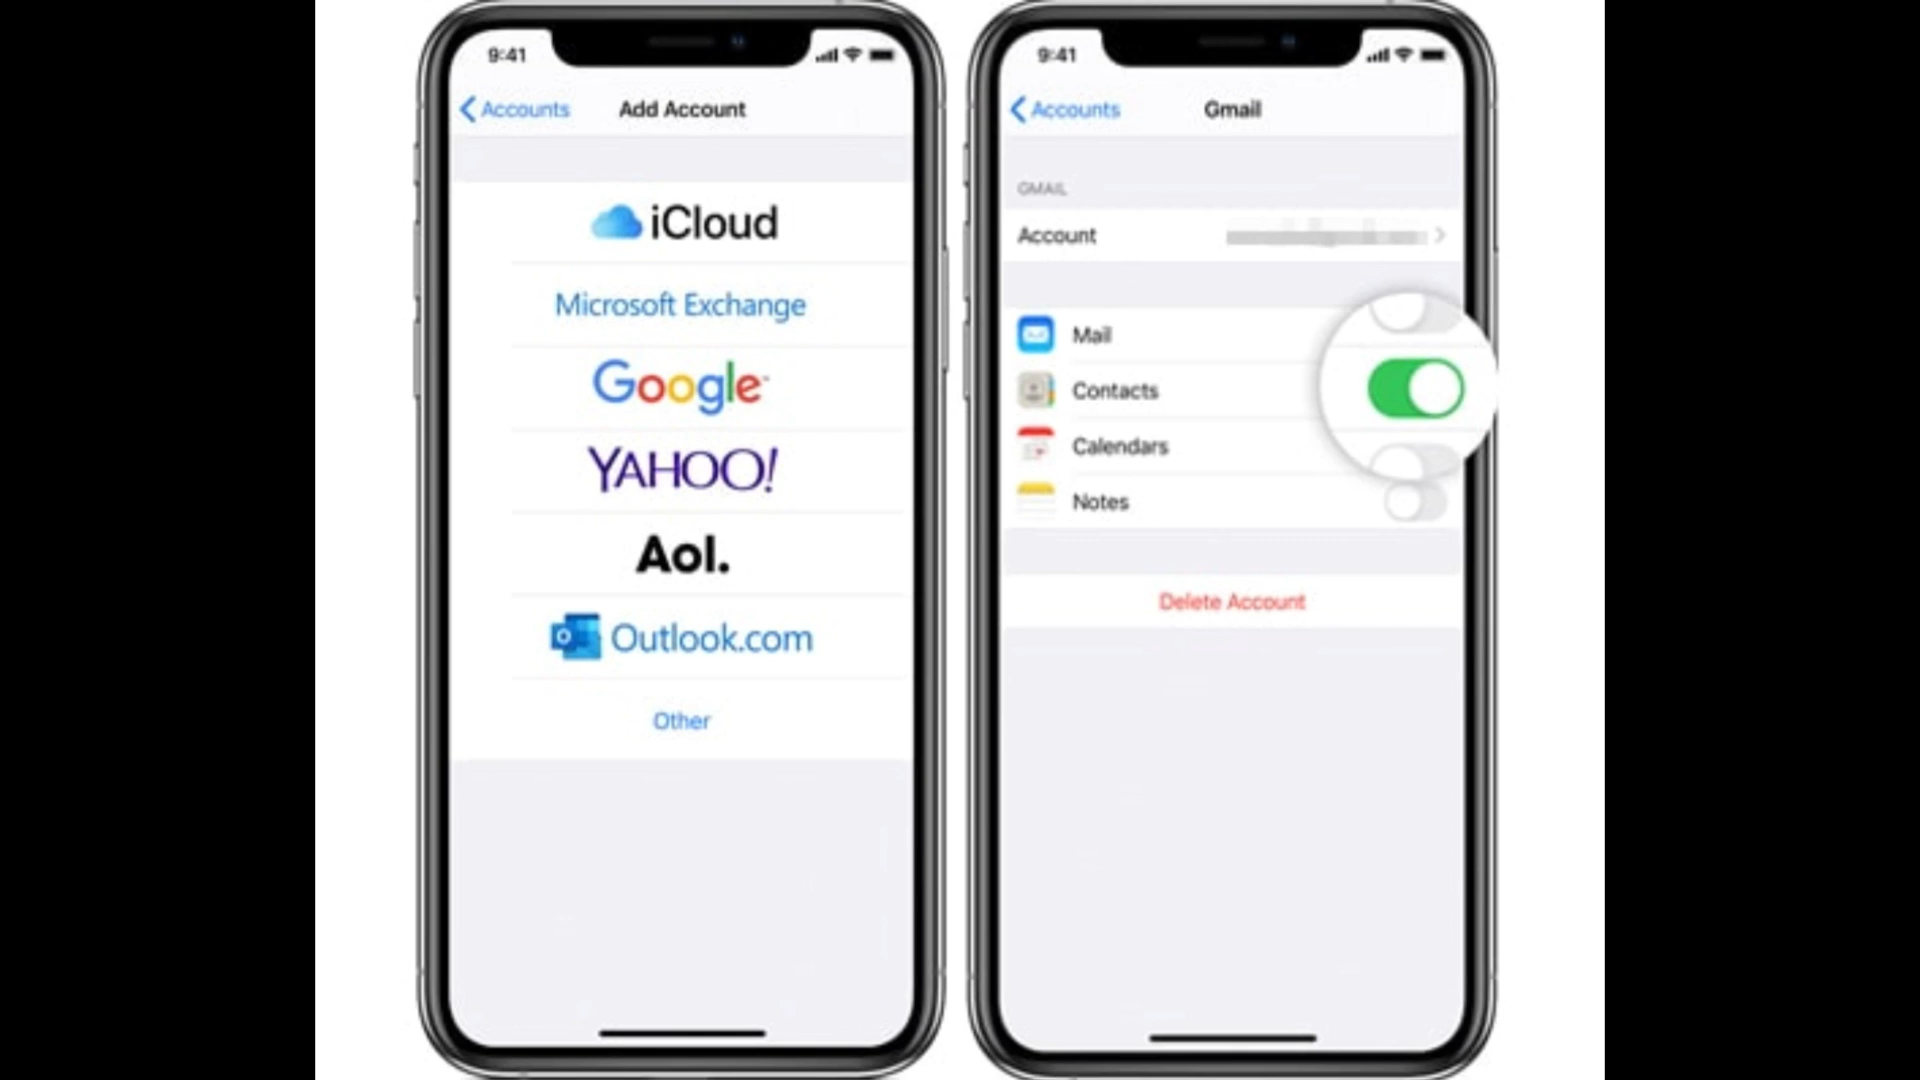 9:41
Accounts Add Account
iCloud
Microsoft Exchange
Google
YAHOO!
Aol.
Outlook.com
Other
9:41
Accounts Gmail
GMAIL
Account
Mail
Contacts
Calendars
Notes
Delete Account